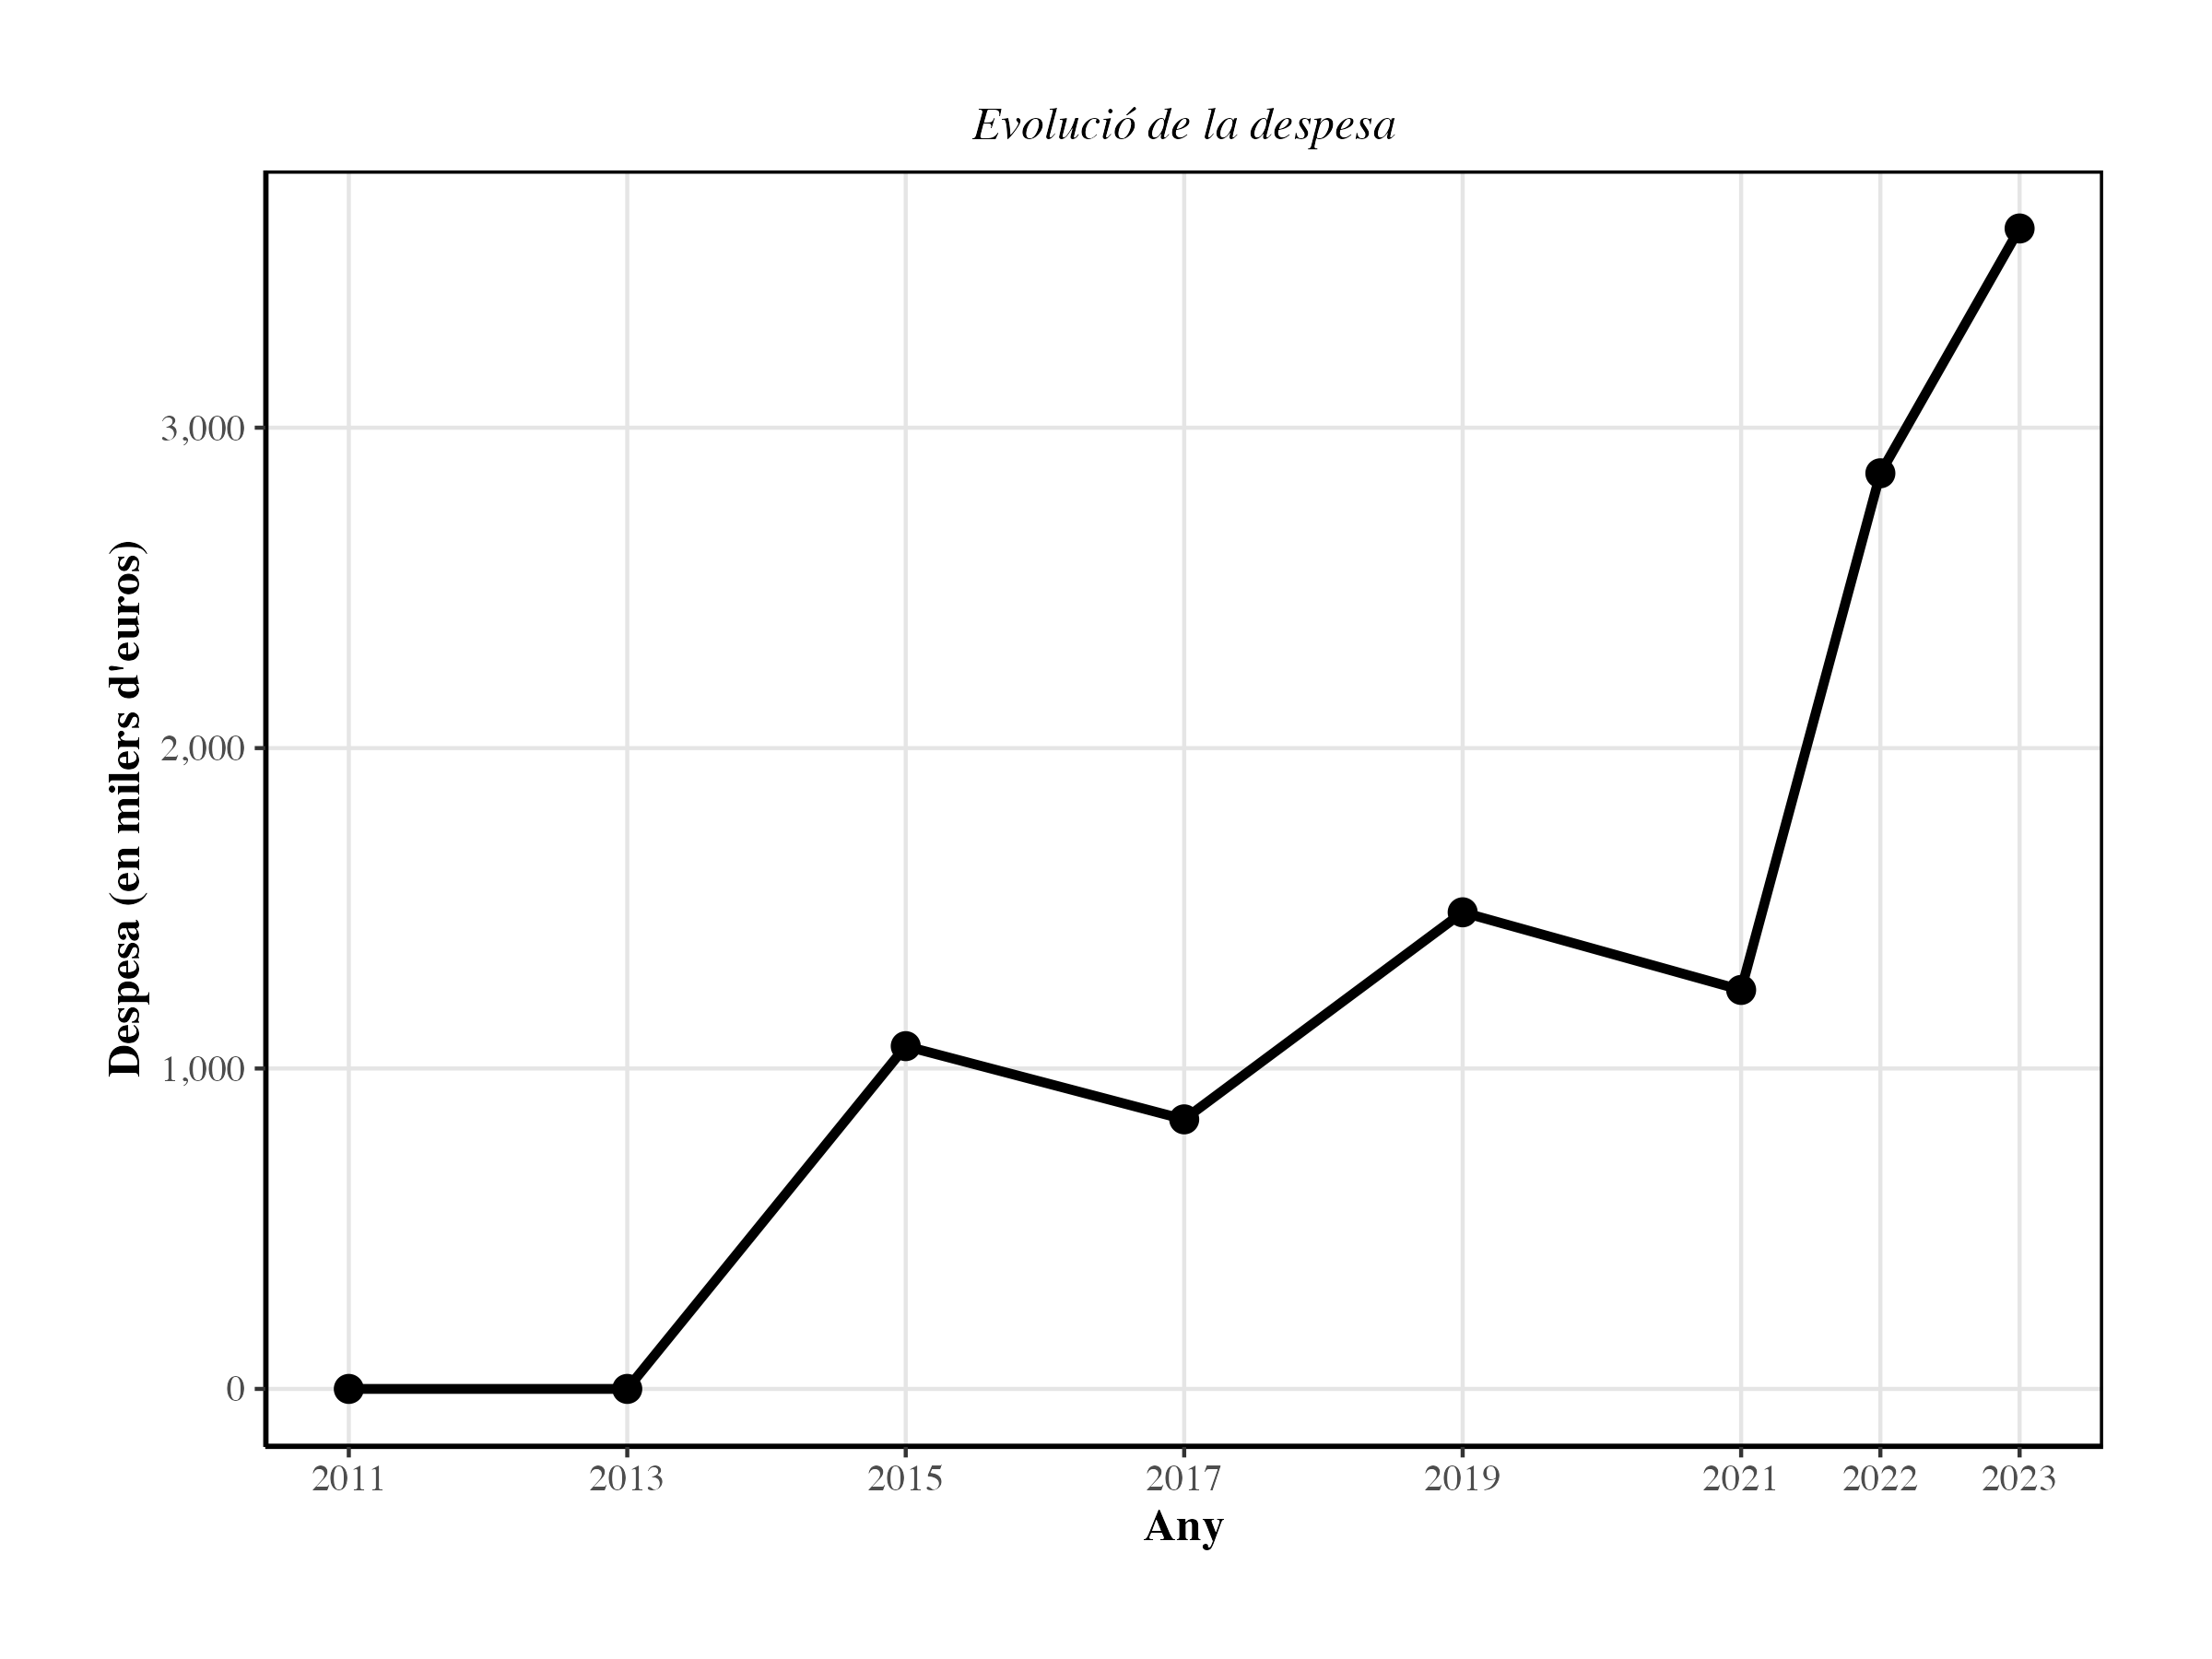 Evolució de la despesa
Despesa (en milers d'euros)
3,000
2,000
1,000
0
2011 2013 2015 2017 2019 2021 2022 2023
Any